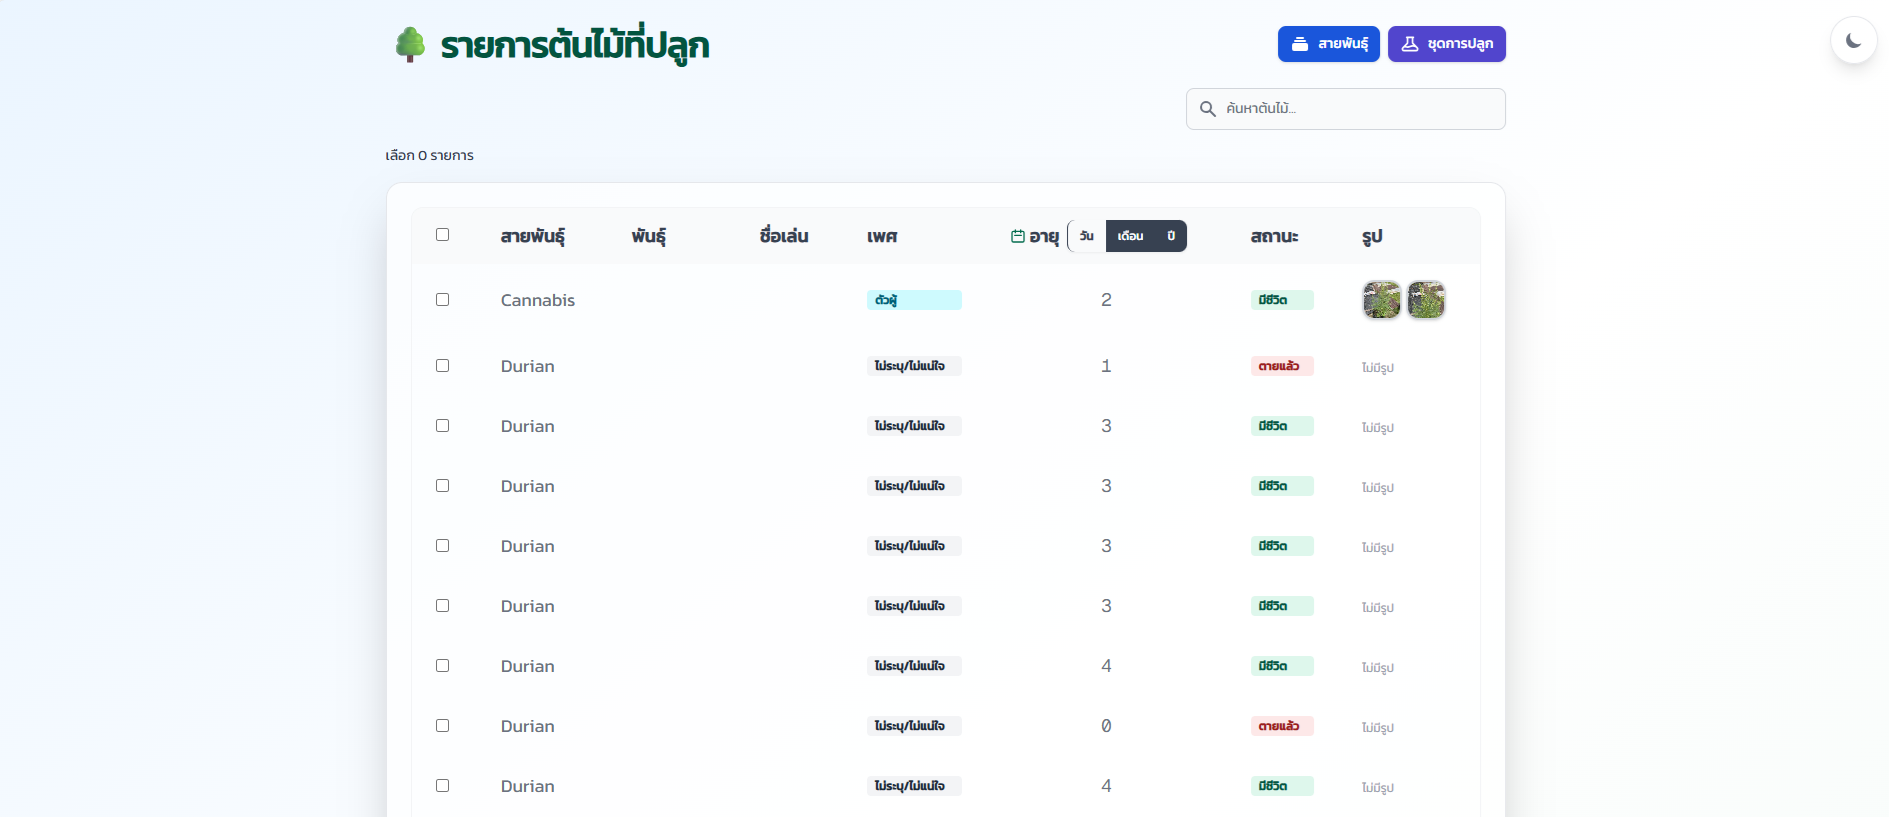 รายการต้นไม้ที่ปลูก
สายพันธุ์ ชุดการปลูก
ค้นหาต้นไม้...
เลือก 0 รายการ
สายพันธุ์ พันธุ์ ชื่อเล่น เพศ อายุ วัน เดือน ปี สถานะ รูป
Cannabis ตัวผู้ 2 มีชีวิต
Durian ไม่ระบุ/ไม่แน่ใจ 1 ตายแล้ว ไม่มีรูป
Durian ไม่ระบุ/ไม่แน่ใจ 3 มีชีวิต ไม่มีรูป
Durian ไม่ระบุ/ไม่แน่ใจ 3 มีชีวิต ไม่มีรูป
Durian ไม่ระบุ/ไม่แน่ใจ 3 มีชีวิต ไม่มีรูป
Durian ไม่ระบุ/ไม่แน่ใจ 3 มีชีวิต ไม่มีรูป
Durian ไม่ระบุ/ไม่แน่ใจ 4 มีชีวิต ไม่มีรูป
Durian ไม่ระบุ/ไม่แน่ใจ 0 ตายแล้ว ไม่มีรูป
Durian ไม่ระบุ/ไม่แน่ใจ 4 มีชีวิต ไม่มีรูป